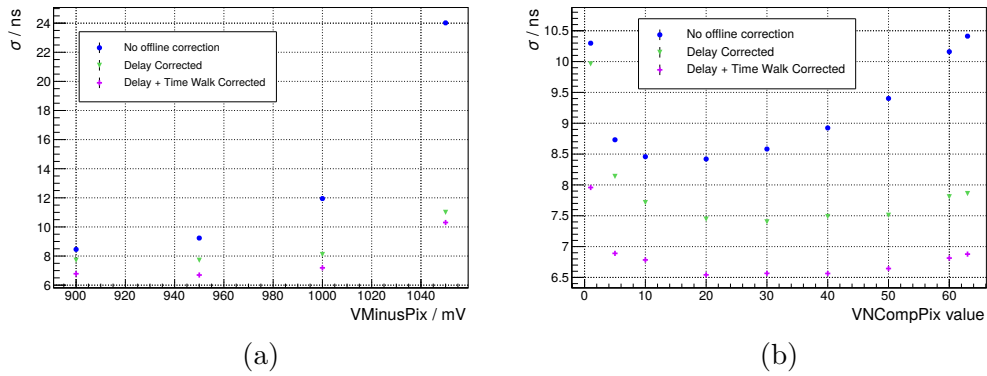 σ / ns
24
22
20
18
16
14
12
10
8
6
No offline correction
Delay Corrected
Delay + Time Walk Corrected
900 920 940 960 980 1000 1020 1040
VMinusPix / mV
(a)
σ / ns
10.5
10
9.5
9
8.5
8
7.5
7
6.5
No offline correction
Delay Corrected
Delay + Time Walk Corrected
0 10 20 30 40 50 60
VNCompPix value
(b)